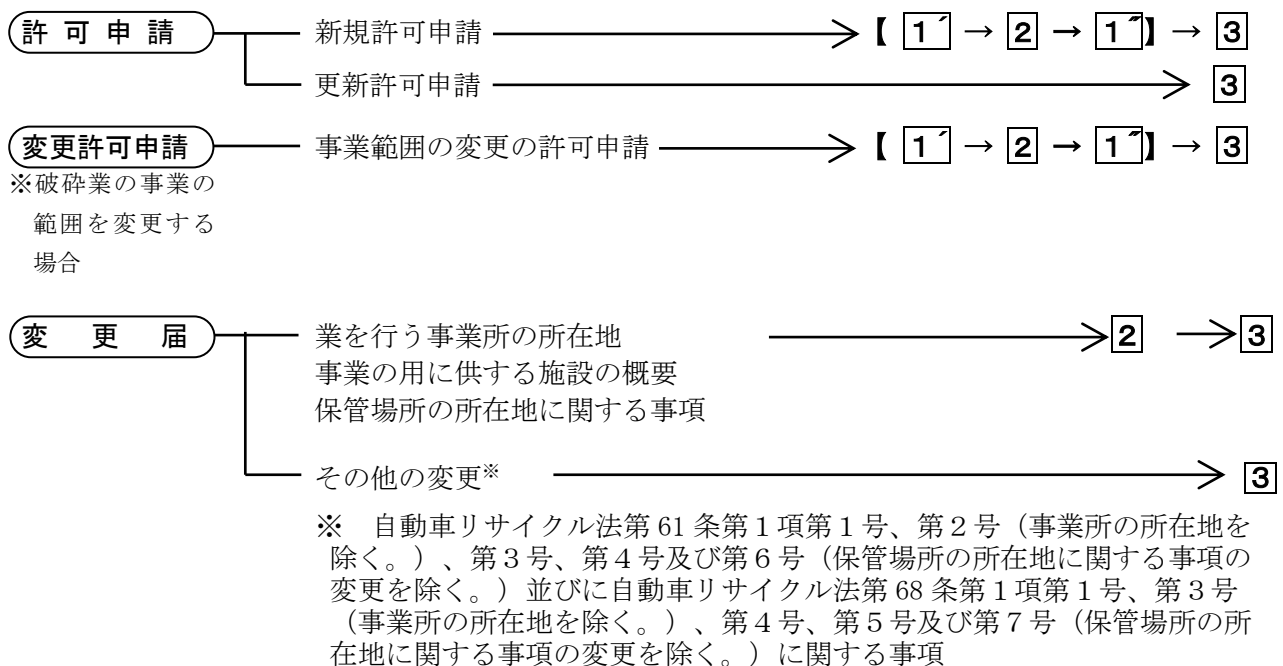 許可申請 新規許可申請 【 1´ → 2 → 1˝】 → 3
更新許可申請 3
変更許可申請 事業範囲の変更の許可申請 【 1´ → 2 → 1˝】 → 3
※破砕業の事業の
範囲を変更する
場合
変更届 業を行う事業所の所在地 2 3
事業の用に供する施設の概要
保管場所の所在地に関する事項
その他の変更※ 3
※ 自動車リサイクル法第 61 条第1項第1号、第2号(事業所の所在地を
除く。)、第3号、第4号及び第6号(保管場所の所在地に関する事項の
変更を除く。)並びに自動車リサイクル法第 68 条第1項第1号、第3号
(事業所の所在地を除く。)、第4号、第5号及び第7号(保管場所の所
在地に関する事項の変更を除く。)に関する事項